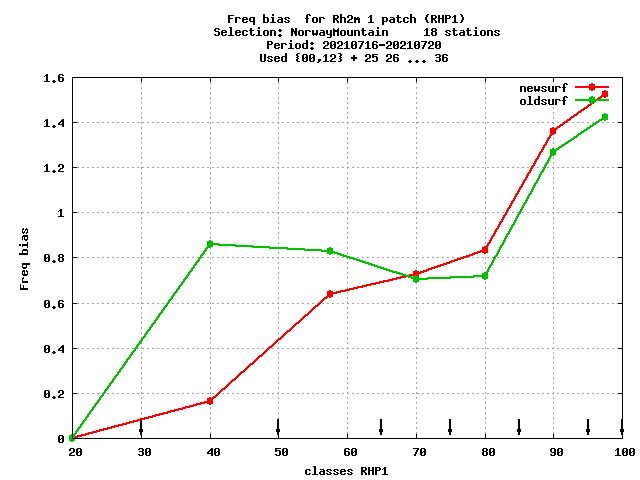 Freq bias  for Rh2m 1 patch (RHP1)
Selection: NorwayMountain     18 stations
Period: 20210716-20210720
Used {00,12} + 25 26 ... 36
newsurf
oldsurf
1.6
1.4
1.2
1
0.8
0.6
0.4
0.2
0
Freq bias
20 30 40 50 60 70 80 85 90 95 100
classes RHP1